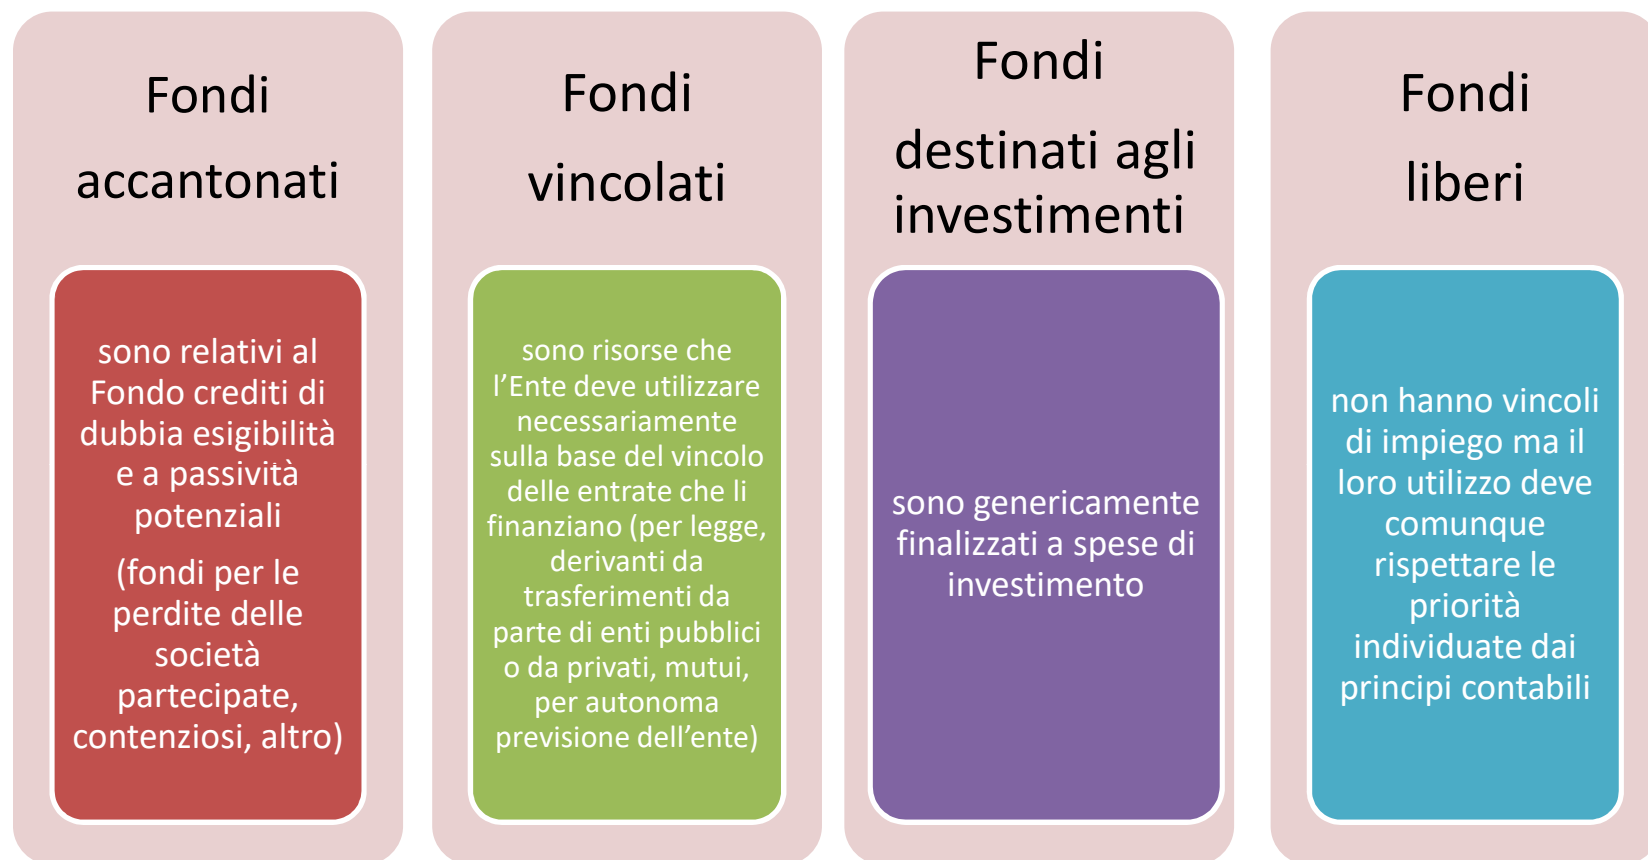 Fondi
accantonati
sono relativi al
Fondo crediti di
dubbia esigibilità
e a passività
potenziali
(fondi per le
perdite delle
società
partecipate,
contenziosi, altro)
Fondi
vincolati
sono risorse che
l’Ente deve utilizzare
necessariamente
sulla base del vincolo
delle entrate che li
finanziano (per legge,
derivanti da
trasferimenti da
parte di enti pubblici
o da privati, mutui,
per autonoma
previsione dell’ente)
Fondi
destinati agli
investimenti
sono genericamente
finalizzati a spese di
investimento
Fondi
liberi
non hanno vincoli
di impiego ma il
loro utilizzo deve
comunque
rispettare le
priorità
individuate dai
principi contabili